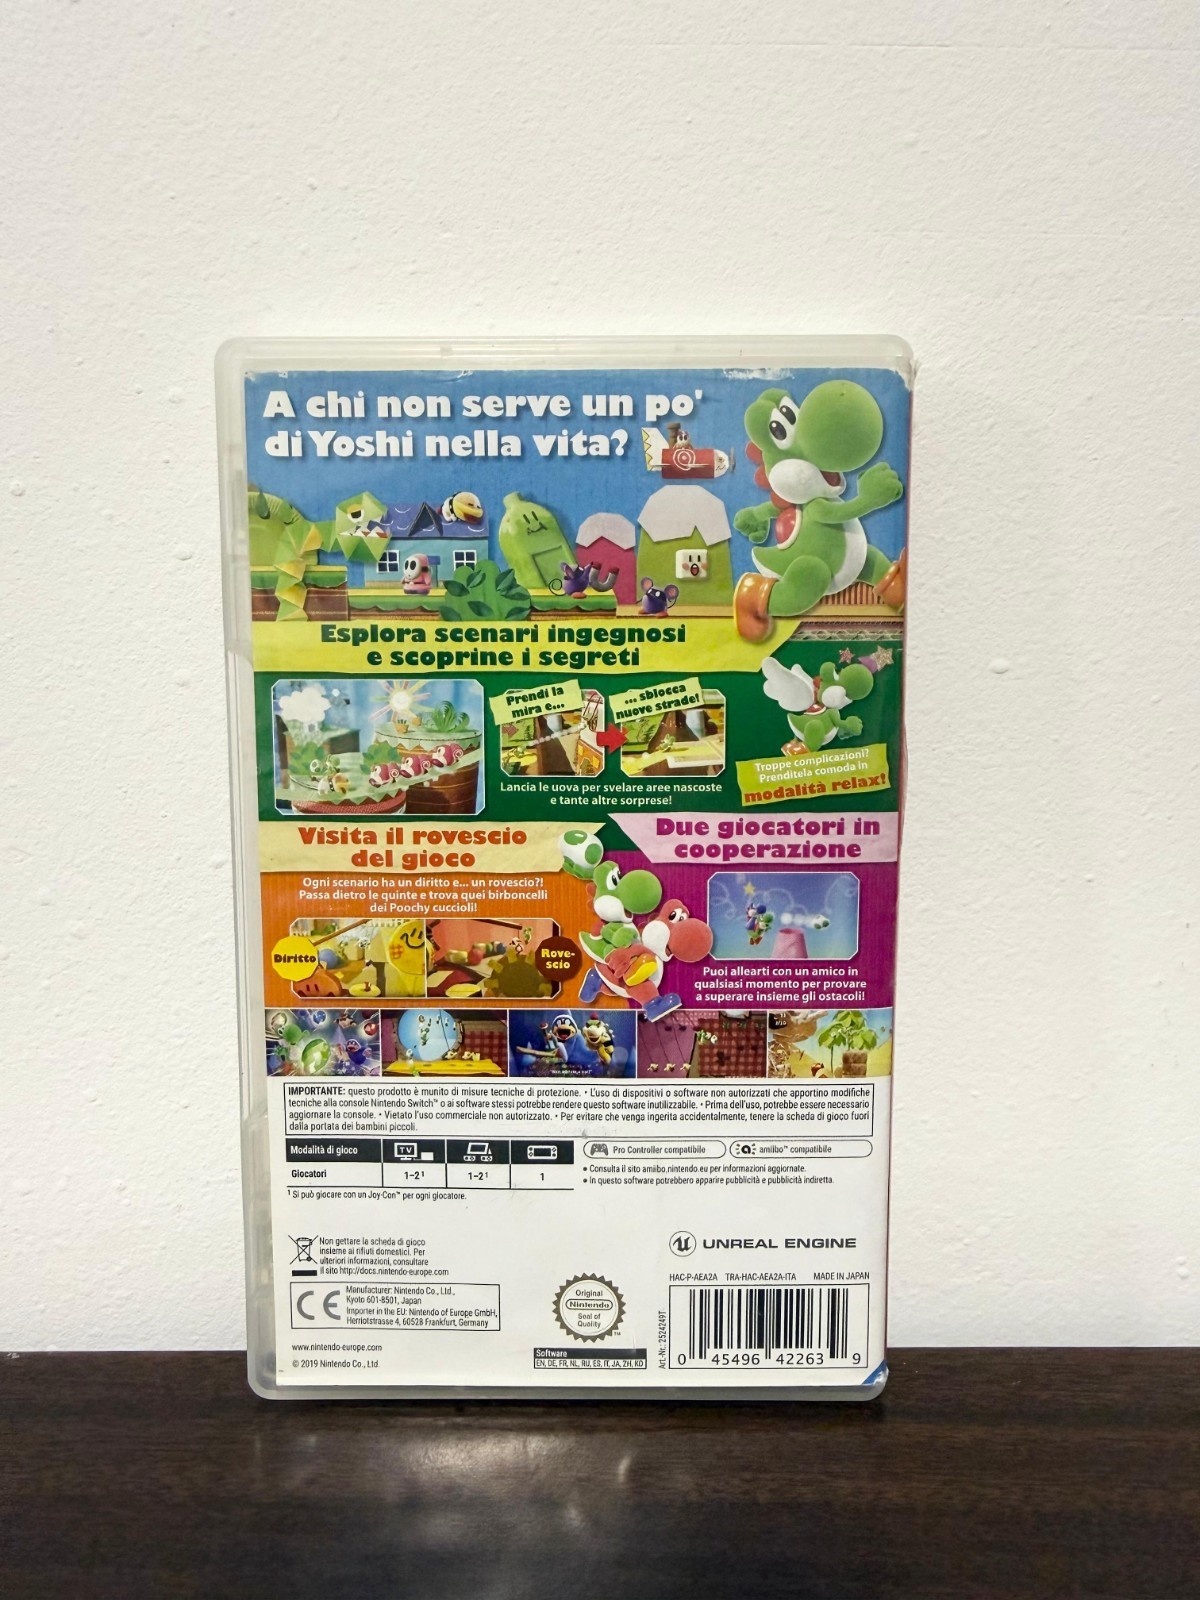 A chi non serve un po'
di Yoshi nella vita?
Esplora scenari ingegnosi
e scoprine i segreti
Prendi la
mira e...
... sblocca
nuove strade!
Lancia le uova per svelare aree nascoste
e tante altre sorprese!
Troppe complicazioni?
Prenditela comoda in
modalità relax!
Visita il rovescio
del gioco
Ogni scenario ha un diritto e... un rovescio?!
Passa dietro le quinte e trova quei birboncelli
dei Poochy cuccioli!
Diritto
Rove-
scio
Due giocatori in
cooperazione
Puoi allearti con un amico in
qualsiasi momento per provare
a superare insieme gli ostacoli!
IMPORTANTE: questo prodotto è munito di misure tecniche di protezione. • L'uso di dispositivi o software non autorizzati che apportino modifiche
tecniche alla console Nintendo Switch™ o ai software stessi potrebbe rendere questo software inutilizzabile. • Prima dell'uso, potrebbe essere necessario
aggiornare la console. • Vietato l'uso commerciale non autorizzato. • Per evitare che venga ingerita accidentalmente, tenere la scheda di gioco fuori
dalla portata dei bambini piccoli.
Modalità di gioco TV
Giocatori 1-2¹ 1-2¹ 1
¹ Si può giocare con un Joy-Con™ per ogni giocatore.
Pro Controller compatibile
amiibo™ compatibile
• Consulta il sito amiibo.nintendo.eu per informazioni aggiornate.
• In questo software potrebbero apparire pubblicità e pubblicità indiretta.
Non gettare la scheda di gioco
insieme ai rifiuti domestici. Per
ulteriori informazioni, consultare
il sito http://docs.nintendo-europe.com
CE
Manufacturer: Nintendo Co., Ltd.,
Kyoto 601-8501, Japan
Importer in the EU: Nintendo of Europe GmbH,
Herriotstrasse 4, 60528 Frankfurt, Germany
www.nintendo-europe.com
© 2019 Nintendo Co., Ltd.
Original
Nintendo
Seal of
Quality
™
Software
EN, DE, FR, NL, RU, ES, IT, JA, ZH, KO
UNREAL ENGINE
HAC-P-AEA2A TRA-HAC-AEA2A-ITA MADE IN JAPAN
Art.-Nr.: 2524249T
0 45496 42263 9